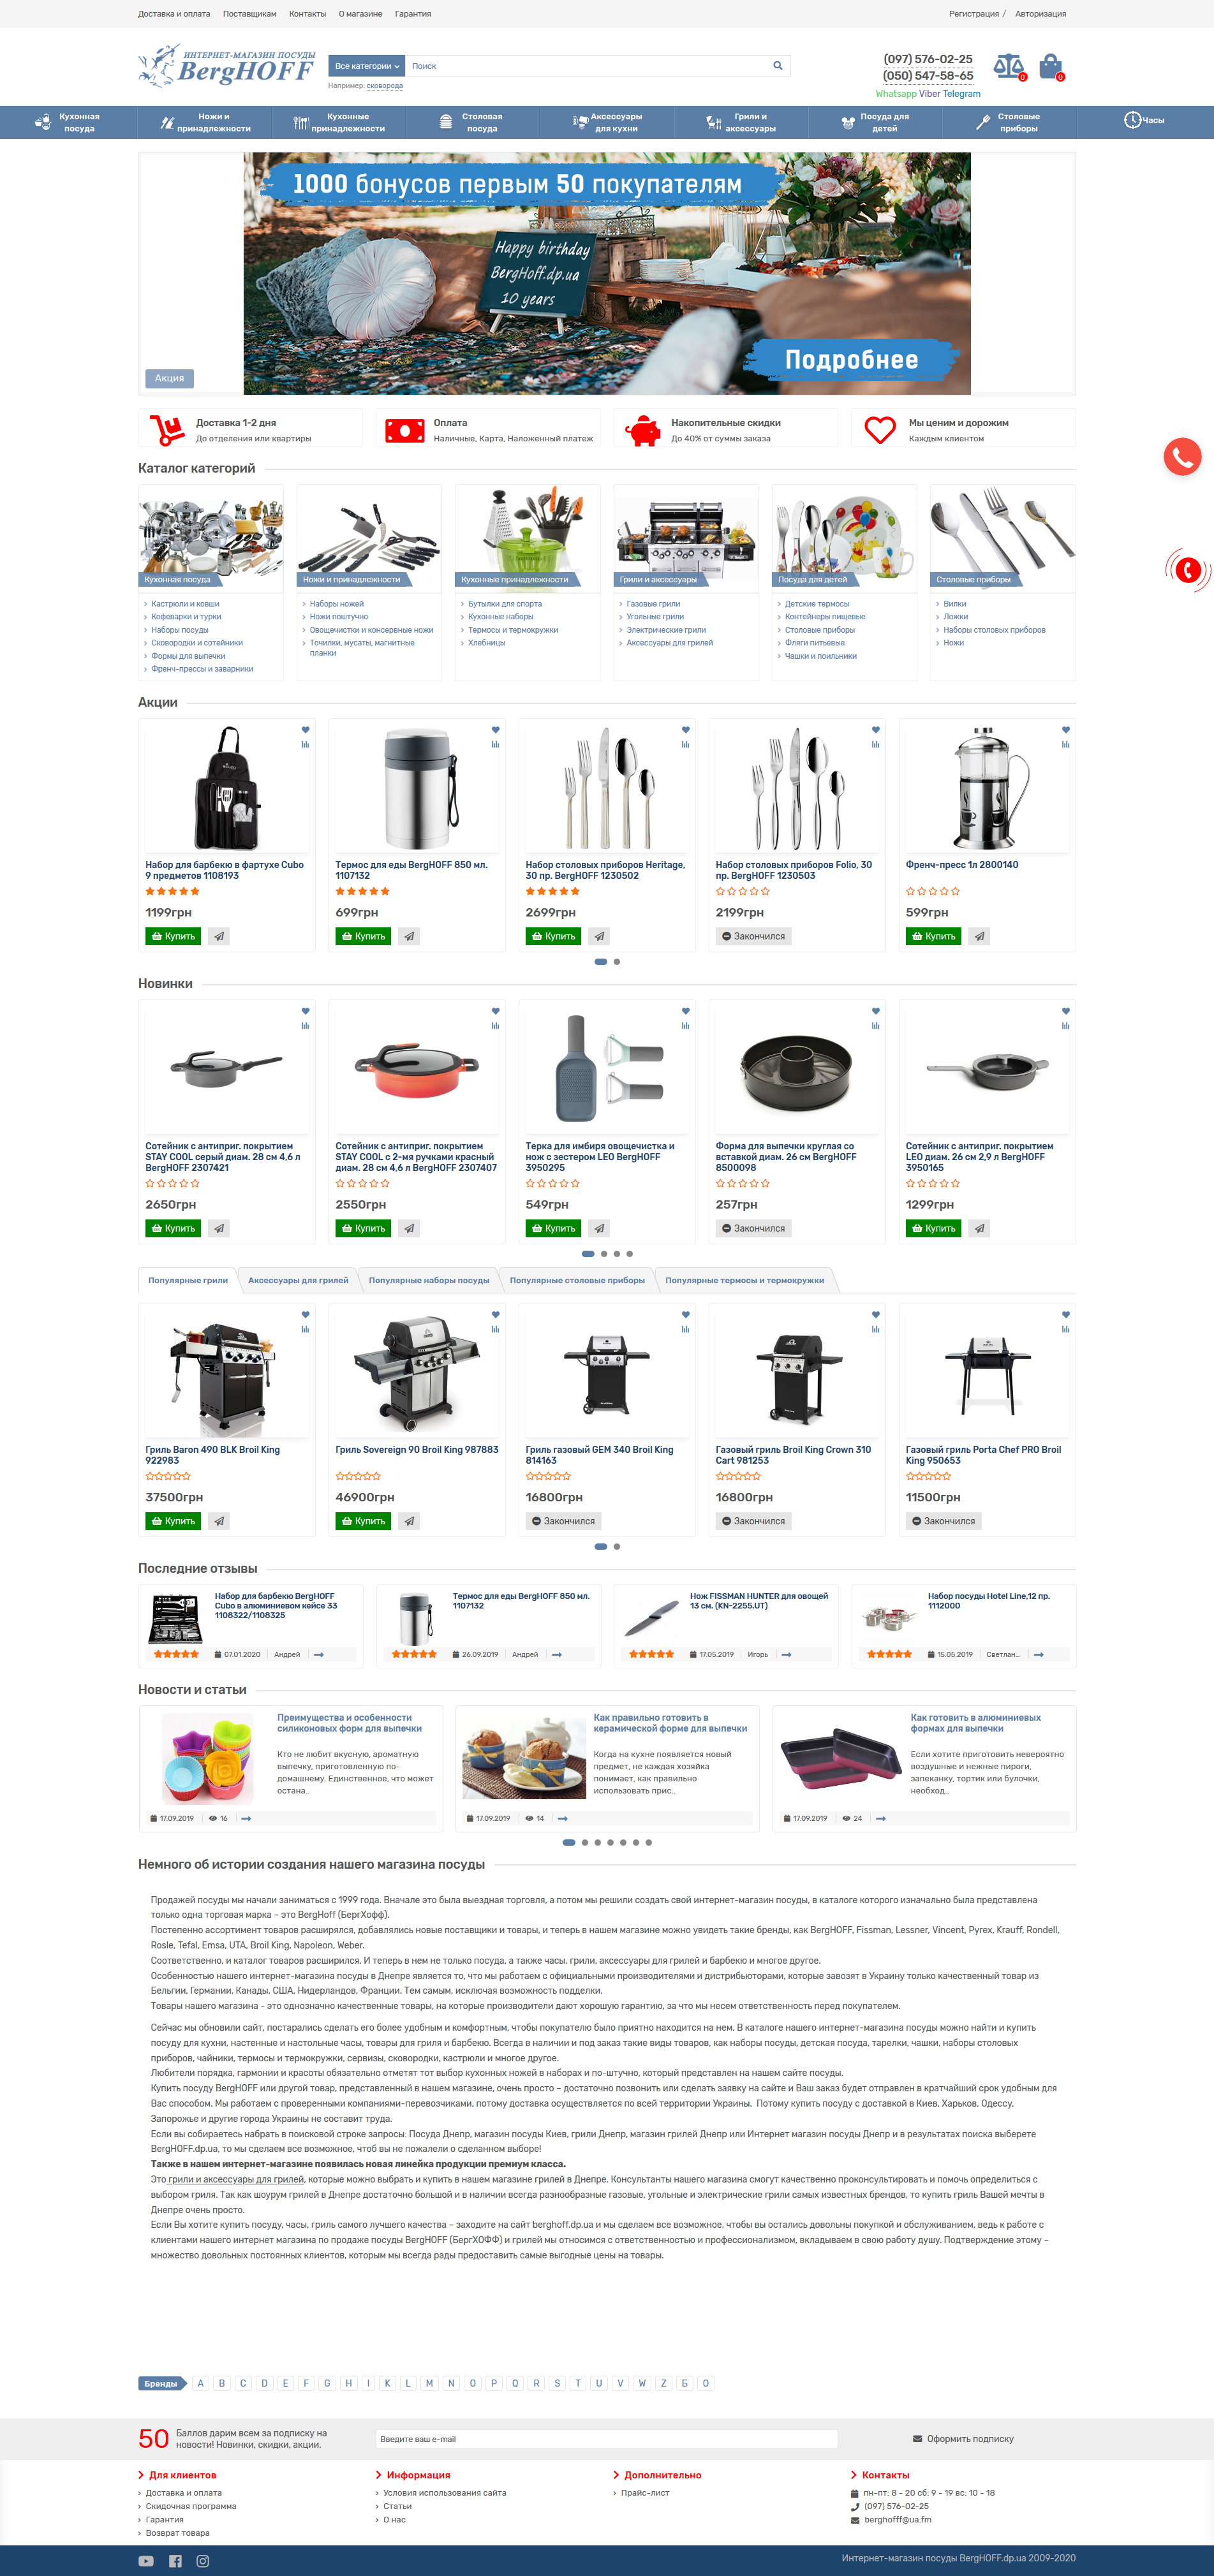 Доставка и оплата Поставщикам Контакты О магазине Гарантия
Регистрация / Авторизация
ИНТЕРНЕТ-МАГАЗИН ПОСУДЫ
BergHOFF
Все категории Поиск
Например: сковорода
(097) 576-02-25
(050) 547-58-65
Whatsapp Viber Telegram
0 0
Кухонная посуда
Ножи и принадлежности
Кухонные принадлежности
Столовая посуда
Аксессуары для кухни
Грили и аксессуары
Посуда для детей
Столовые приборы
Часы
1000 бонусов первым 50 покупателям
Happy birthday
BergHoff.dp.ua
10 years
Подробнее
Акция
Доставка 1-2 дня
До отделения или квартиры
Оплата
Наличные, Карта, Наложенный платеж
Накопительные скидки
До 40% от суммы заказа
Мы ценим и дорожим
Каждым клиентом
Каталог категорий
Кухонная посуда
Кастрюли и ковши
Кофеварки и турки
Наборы посуды
Сковородки и сотейники
Формы для выпечки
Френч-прессы и заварники
Ножи и принадлежности
Наборы ножей
Ножи поштучно
Овощечистки и консервные ножи
Точилки, мусаты, магнитные
планки
Кухонные принадлежности
Бутылки для спорта
Кухонные наборы
Термосы и термокружки
Хлебницы
Грили и аксессуары
Газовые грили
Угольные грили
Электрические грили
Аксессуары для грилей
Посуда для детей
Детские термосы
Контейнеры пищевые
Столовые приборы
Фляги питьевые
Чашки и поильники
Столовые приборы
Вилки
Ложки
Наборы столовых приборов
Ножи
Акции
Набор для барбекю в фартухе Cubo
9 предметов 1108193
1199грн
Купить
Термос для еды BergHOFF 850 мл.
1107132
699грн
Купить
Набор столовых приборов Heritage,
30 пр. BergHOFF 1230502
2699грн
Купить
Набор столовых приборов Folio, 30
пр. BergHOFF 1230503
2199грн
Закончился
Френч-пресс 1л 2800140
599грн
Купить
Новинки
Сотейник с антиприг. покрытием
STAY COOL серый диам. 28 см 4,6 л
BergHOFF 2307421
2650грн
Купить
Сотейник с антиприг. покрытием
STAY COOL с 2-мя ручками красный
диам. 28 см 4,6 л BergHOFF 2307407
2550грн
Купить
Терка для имбиря овощечистка и
нож с зестером LEO BergHOFF
3950295
549грн
Купить
Форма для выпечки круглая со
вставкой диам. 26 см BergHOFF
8500098
257грн
Закончился
Сотейник с антиприг. покрытием
LEO диам. 26 см 2,9 л BergHOFF
3950165
1299грн
Купить
Популярные грили Аксессуары для грилей Популярные наборы посуды Популярные столовые приборы Популярные термосы и термокружки
Гриль Baron 490 BLK Broil King
922983
37500грн
Купить
Гриль Sovereign 90 Broil King 987883
46900грн
Купить
Гриль газовый GEM 340 Broil King
814163
16800грн
Закончился
Газовый гриль Broil King Crown 310
Cart 981253
16800грн
Закончился
Газовый гриль Porta Chef PRO Broil
King 950653
11500грн
Закончился
Последние отзывы
Набор для барбекю BergHOFF
Cubo в алюминиевом кейсе 33
1108322/1108325
07.01.2020 Андрей
Термос для еды BergHOFF 850 мл.
1107132
26.09.2019 Андрей
Нож FISSMAN HUNTER для овощей
13 см. (KN-2255.UT)
17.05.2019 Игорь
Набор посуды Hotel Line,12 пр.
1112000
15.05.2019 Светлан...
Новости и статьи
Преимущества и особенности
силиконовых форм для выпечки
Кто не любит вкусную, ароматную
выпечку, приготовленную по-
домашнему. Единственное, что может
остана..
17.09.2019 16
Как правильно готовить в
керамической форме для выпечки
Когда на кухне появляется новый
предмет, не каждая хозяйка
понимает, как правильно
использовать прис..
17.09.2019 14
Как готовить в алюминиевых
формах для выпечки
Если хотите приготовить невероятно
воздушные и нежные пироги,
запеканку, тортик или булочки,
необход..
17.09.2019 24
Немного об истории создания нашего магазина посуды
Продажей посуды мы начали заниматься с 1999 года. Вначале это была выездная торговля, а потом мы решили создать свой интернет-магазин посуды, в каталоге которого изначально была представлена
только одна торговая марка – это BergHoff (БергХофф).
Постепенно ассортимент товаров расширялся, добавлялись новые поставщики и товары, и теперь в нашем магазине можно увидеть такие бренды, как BergHOFF, Fissman, Lessner, Vincent, Pyrex, Krauff, Rondell,
Rosle, Tefal, Emsa, UTA, Broil King, Napoleon, Weber.
Соответственно, и каталог товаров расширился. И теперь в нем не только посуда, а также часы, грили, аксессуары для грилей и барбекю и многое другое.
Особенностью нашего интернет-магазина посуды в Днепре является то, что мы работаем с официальными производителями и дистрибьюторами, которые завозят в Украину только качественный товар из
Бельгии, Германии, Канады, США, Нидерландов, Франции. Тем самым, исключая возможность подделки.
Товары нашего магазина - это однозначно качественные товары, на которые производители дают хорошую гарантию, за что мы несем ответственность перед покупателем.
Сейчас мы обновили сайт, постарались сделать его более удобным и комфортным, чтобы покупателю было приятно находится на нем. В каталоге нашего интернет-магазина посуды можно найти и купить
посуду для кухни, настенные и настольные часы, товары для гриля и барбекю. Всегда в наличии и под заказ такие виды товаров, как наборы посуды, детская посуда, тарелки, чашки, наборы столовых
приборов, чайники, термосы и термокружки, сервизы, сковородки, кастрюли и многое другое.
Любители порядка, гармонии и красоты обязательно отметят тот выбор кухонных ножей в наборах и по-штучно, который представлен на нашем сайте посуды.
Купить посуду BergHOFF или другой товар, представленный в нашем магазине, очень просто – достаточно позвонить или сделать заявку на сайте и Ваш заказ будет отправлен в кратчайший срок удобным для
Вас способом. Мы работаем с проверенными компаниями-перевозчиками, потому доставка осуществляется по всей территории Украины. Потому купить посуду с доставкой в Киев, Харьков, Одессу,
Запорожье и другие города Украины не составит труда.
Если вы собираетесь набрать в поисковой строке запросы: Посуда Днепр, магазин посуды Киев, грили Днепр, магазин грилей Днепр или Интернет магазин посуды Днепр и в результатах поиска выберете
BergHOFF.dp.ua, то мы сделаем все возможное, чтоб вы не пожалели о сделанном выборе!
Также в нашем интернет-магазине появилась новая линейка продукции премиум класса.
Это грили и аксессуары для грилей, которые можно выбрать и купить в нашем магазине грилей в Днепре. Консультанты нашего магазина смогут качественно проконсультировать и помочь определиться с
выбором гриля. Так как шоурум грилей в Днепре достаточно большой и в наличии всегда разнообразные газовые, угольные и электрические грили самых известных брендов, то купить гриль Вашей мечты в
Днепре очень просто.
Если Вы хотите купить посуду, часы, гриль самого лучшего качества – заходите на сайт berghoff.dp.ua и мы сделаем все возможное, чтобы вы остались довольны покупкой и обслуживанием, ведь к работе с
клиентами нашего интернет магазина по продаже посуды BergHOFF (БергХОФФ) и грилей мы относимся с ответственностью и профессионализмом, вкладываем в свою работу душу. Подтверждение этому –
множество довольных постоянных клиентов, которым мы всегда рады предоставить самые выгодные цены на товары.
Бренды A B C D E F G H I K L M N O P Q R S T U V W Z Б О
50 Баллов дарим всем за подписку на
новости! Новинки, скидки, акции.
Введите ваш e-mail
Оформить подписку
Для клиентов
Доставка и оплата
Скидочная программа
Гарантия
Возврат товара
Информация
Условия использования сайта
Статьи
О нас
Дополнительно
Прайс-лист
Контакты
пн-пт: 8 - 20 сб: 9 - 19 вс: 10 - 18
(097) 576-02-25
berghofff@ua.fm
Интернет-магазин посуды BergHOFF.dp.ua 2009-2020